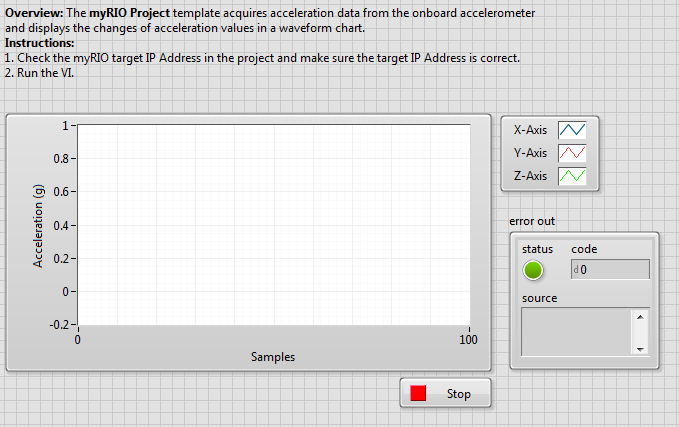 Overview: The myRIO Project template acquires acceleration data from the onboard accelerometer
and displays the changes of acceleration values in a waveform chart.
Instructions:
1. Check the myRIO target IP Address in the project and make sure the target IP Address is correct.
2. Run the VI.
Acceleration (g)
1
0.8
0.6
0.4
0.2
0
-0.2
0
100
Samples
X-Axis
Y-Axis
Z-Axis
error out
status
code
d 0
source
Stop